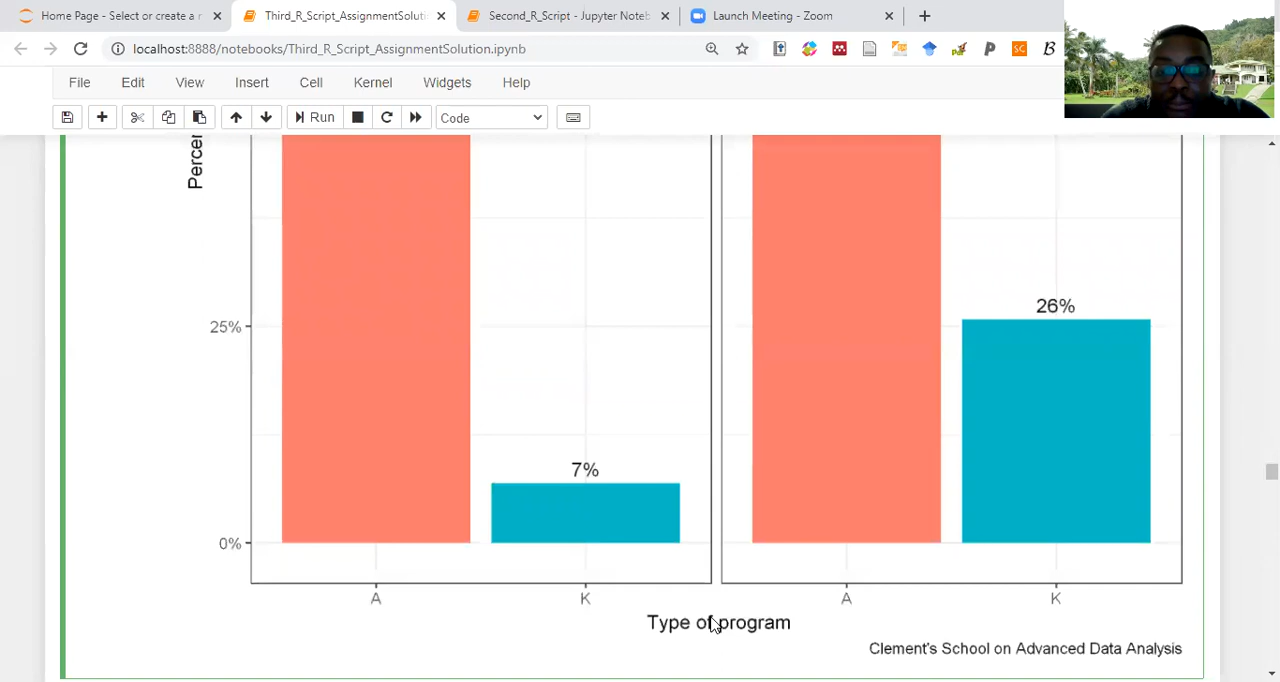 Home Page - Select or create a r
Third_R_Script_AssignmentSoluti
Second_R_Script - Jupyter Noteb
Launch Meeting - Zoom
localhost:8888/notebooks/Third_R_Script_AssignmentSolution.ipynb
SC
File Edit View Insert Cell Kernel Widgets Help
Run
Code
Percen
26%
25%
7%
0%
A K A K
Type of program
Clement's School on Advanced Data Analysis